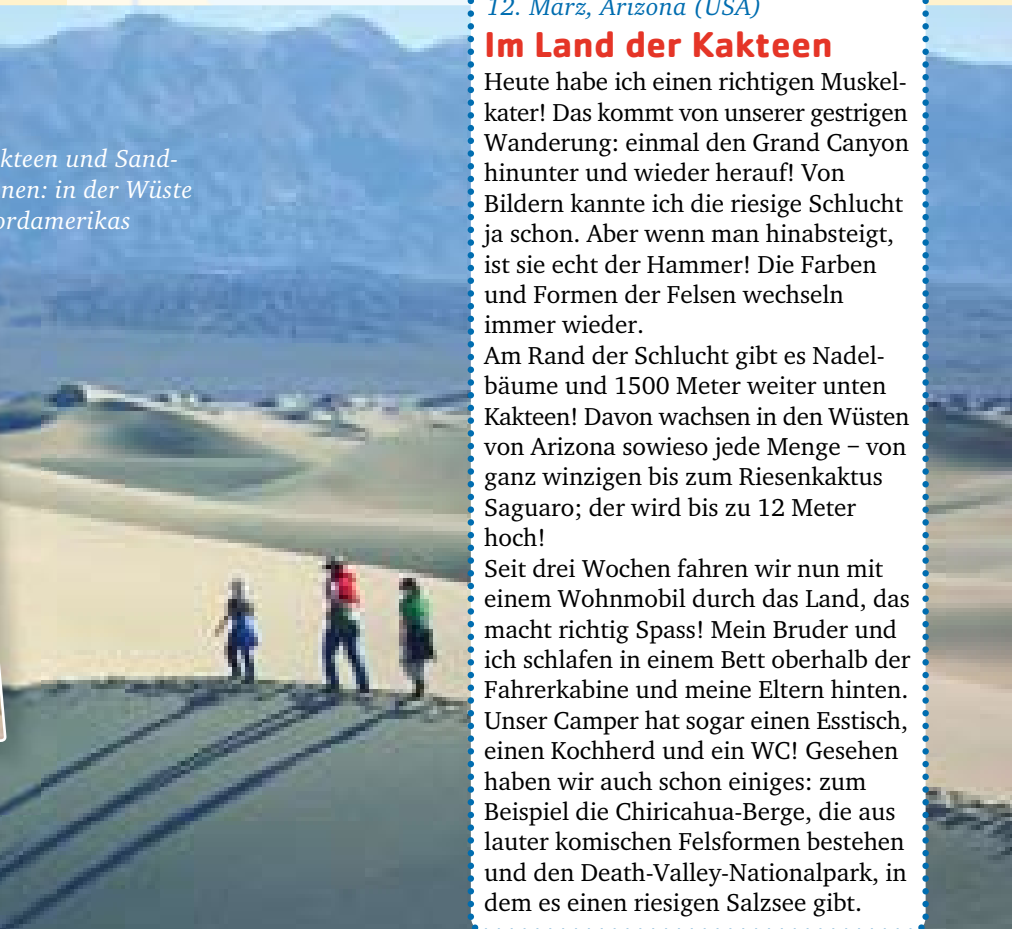 kteen und Sand-
nen: in der Wüste
ordamerikas
12. März, Arizona (USA)
Im Land der Kakteen
Heute habe ich einen richtigen Muskel-
kater! Das kommt von unserer gestrigen
Wanderung: einmal den Grand Canyon
hinunter und wieder herauf! Von
Bildern kannte ich die riesige Schlucht
ja schon. Aber wenn man hinabsteigt,
ist sie echt der Hammer! Die Farben
und Formen der Felsen wechseln
immer wieder.
Am Rand der Schlucht gibt es Nadel-
bäume und 1500 Meter weiter unten
Kakteen! Davon wachsen in den Wüsten
von Arizona sowieso jede Menge – von
ganz winzigen bis zum Riesenkaktus
Saguaro; der wird bis zu 12 Meter
hoch!
Seit drei Wochen fahren wir nun mit
einem Wohnmobil durch das Land, das
macht richtig Spass! Mein Bruder und
ich schlafen in einem Bett oberhalb der
Fahrerkabine und meine Eltern hinten.
Unser Camper hat sogar einen Esstisch,
einen Kochherd und ein WC! Gesehen
haben wir auch schon einiges: zum
Beispiel die Chiricahua-Berge, die aus
lauter komischen Felsformen bestehen
und den Death-Valley-Nationalpark, in
dem es einen riesigen Salzsee gibt.